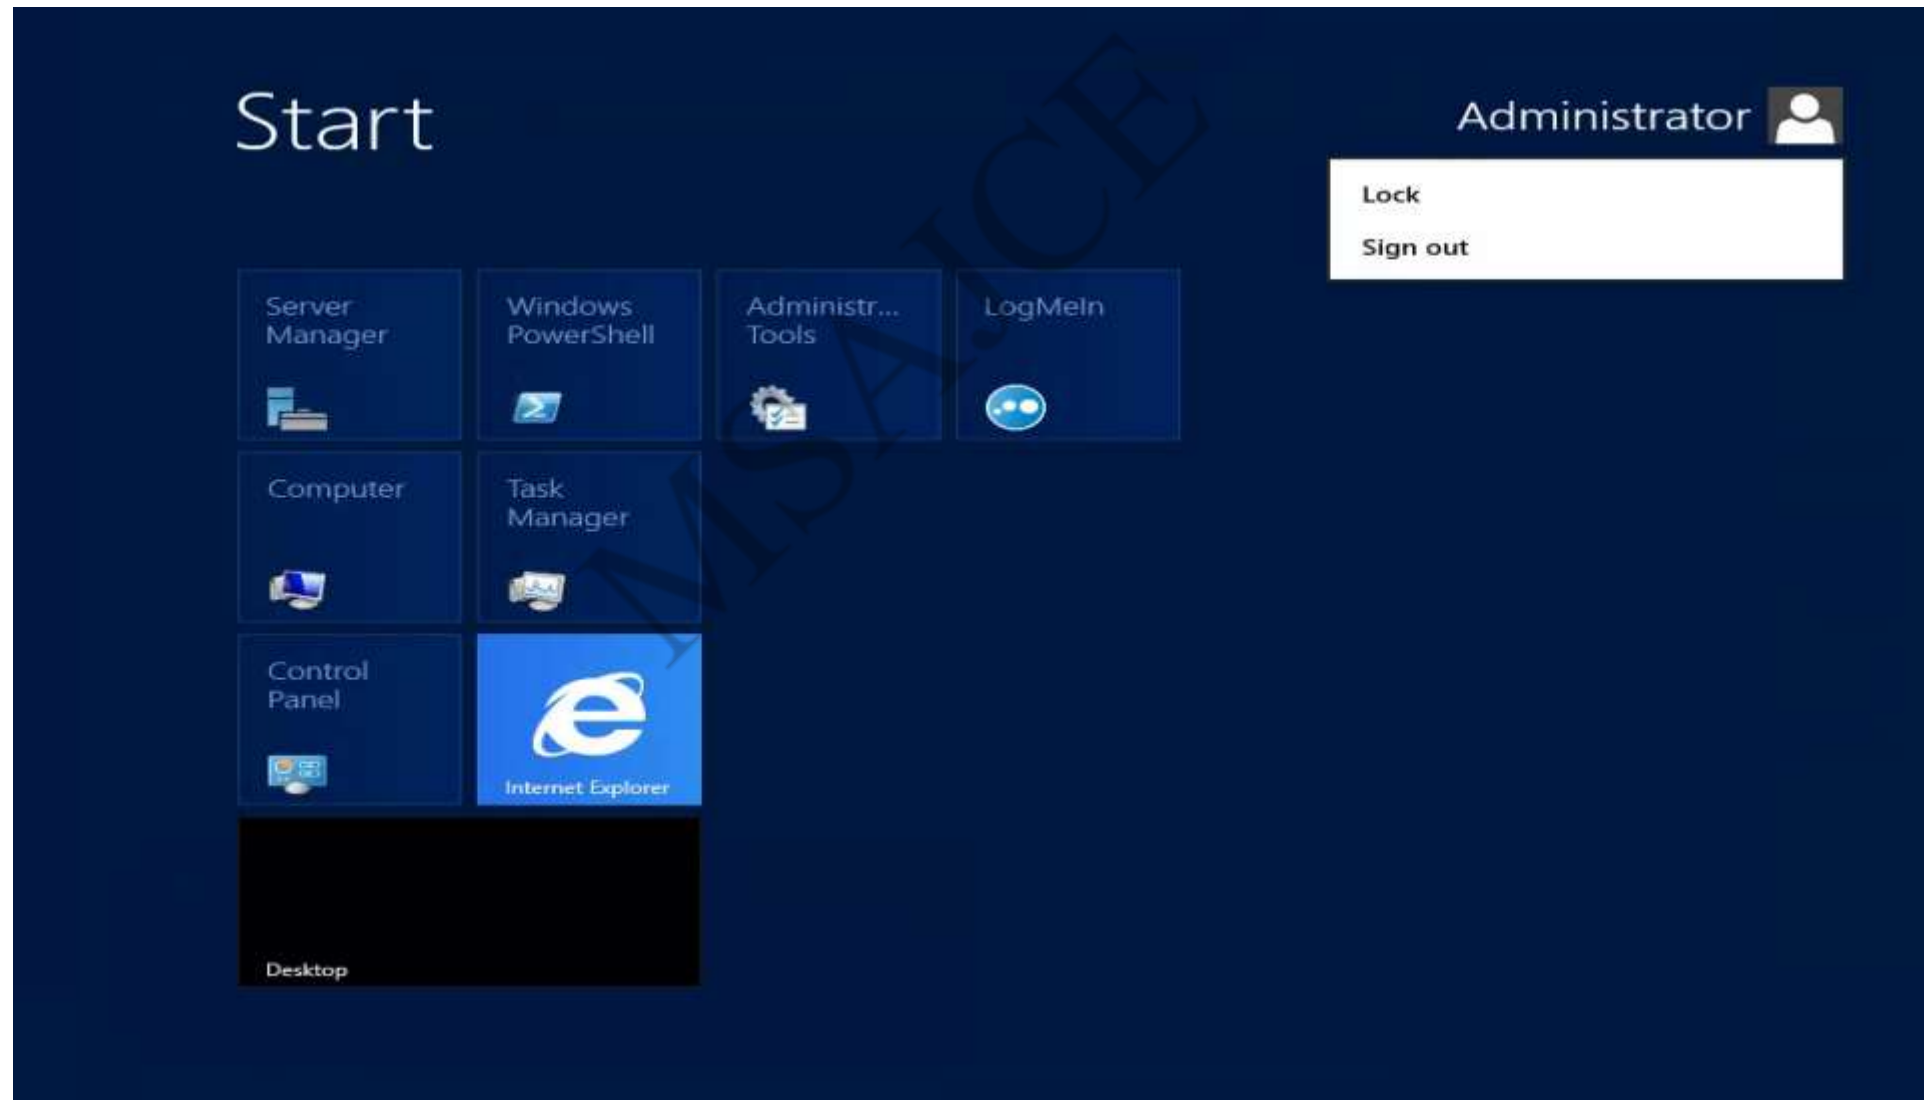 Start
Administrator
Lock
Sign out
Server
Manager
Windows
PowerShell
Administr...
Tools
LogMeIn
Computer
Task
Manager
Control
Panel
Internet Explorer
Desktop
MSAJCE